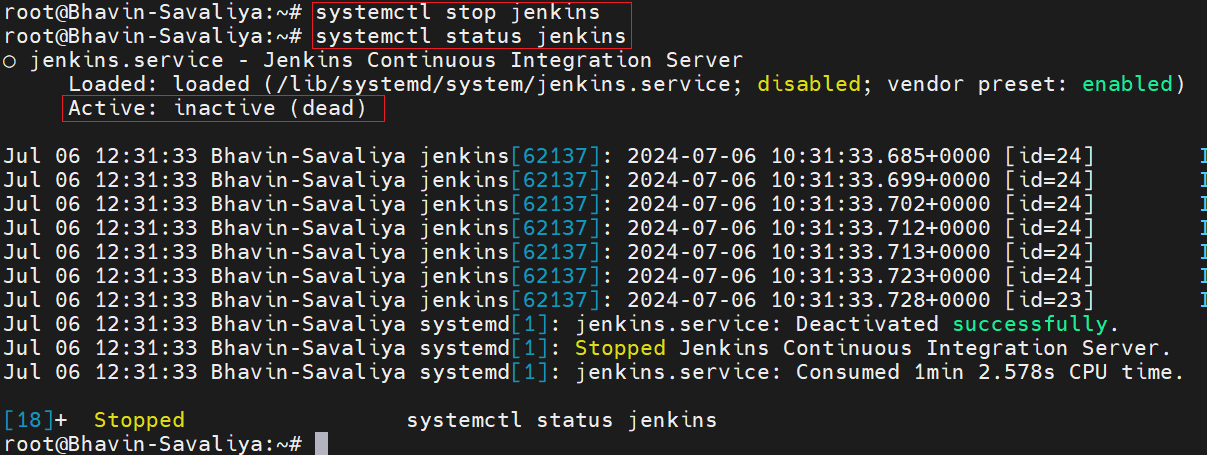 root@Bhavin-Savaliya:~# systemctl stop jenkins
root@Bhavin-Savaliya:~# systemctl status jenkins
○ jenkins.service - Jenkins Continuous Integration Server
     Loaded: loaded (/lib/systemd/system/jenkins.service; disabled; vendor preset: enabled)
     Active: inactive (dead)

Jul 06 12:31:33 Bhavin-Savaliya jenkins[62137]: 2024-07-06 10:31:33.685+0000 [id=24]        I
Jul 06 12:31:33 Bhavin-Savaliya jenkins[62137]: 2024-07-06 10:31:33.699+0000 [id=24]        I
Jul 06 12:31:33 Bhavin-Savaliya jenkins[62137]: 2024-07-06 10:31:33.702+0000 [id=24]        I
Jul 06 12:31:33 Bhavin-Savaliya jenkins[62137]: 2024-07-06 10:31:33.712+0000 [id=24]        I
Jul 06 12:31:33 Bhavin-Savaliya jenkins[62137]: 2024-07-06 10:31:33.713+0000 [id=24]        I
Jul 06 12:31:33 Bhavin-Savaliya jenkins[62137]: 2024-07-06 10:31:33.723+0000 [id=24]        I
Jul 06 12:31:33 Bhavin-Savaliya jenkins[62137]: 2024-07-06 10:31:33.728+0000 [id=23]        I
Jul 06 12:31:33 Bhavin-Savaliya systemd[1]: jenkins.service: Deactivated successfully.
Jul 06 12:31:33 Bhavin-Savaliya systemd[1]: Stopped Jenkins Continuous Integration Server.
Jul 06 12:31:33 Bhavin-Savaliya systemd[1]: jenkins.service: Consumed 1min 2.578s CPU time.

[18]+  Stopped                 systemctl status jenkins
root@Bhavin-Savaliya:~#